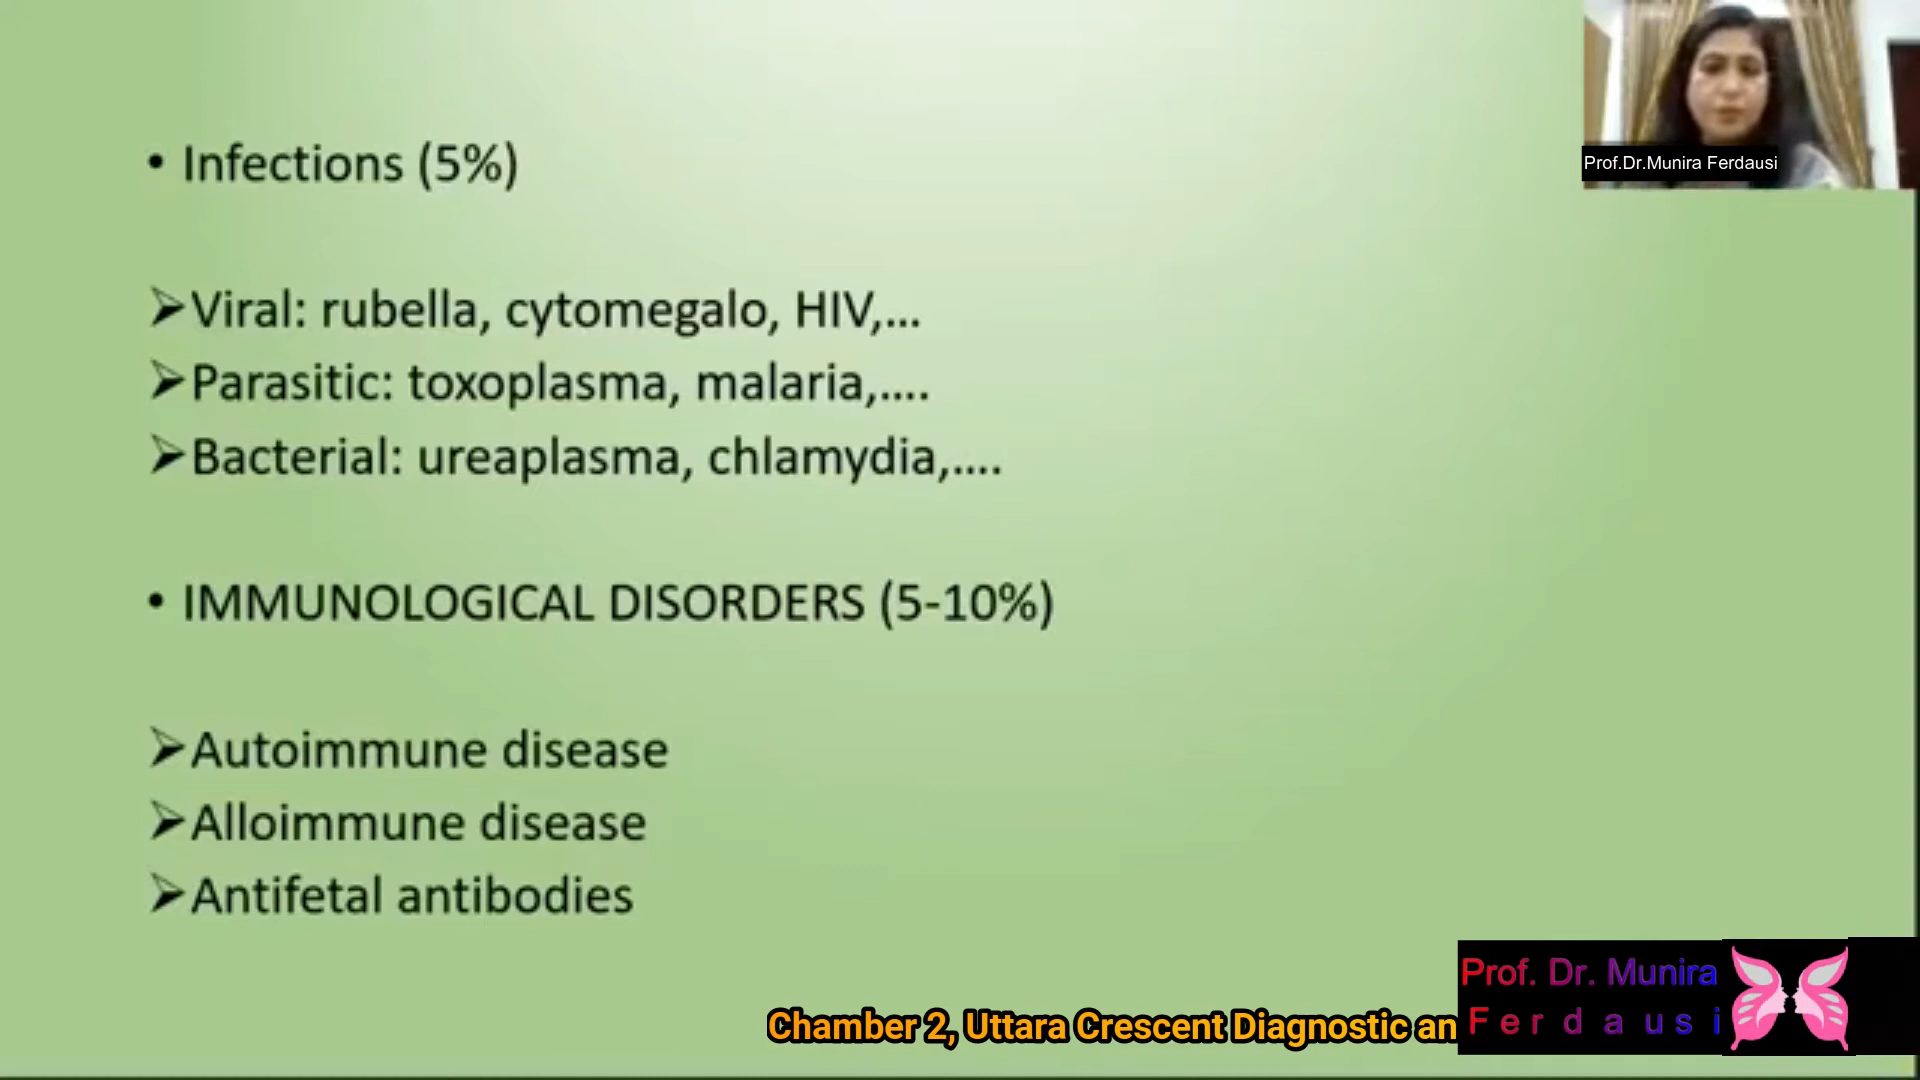 • Infections (5%)
➢Viral: rubella, cytomegalo, HIV,...
➢Parasitic: toxoplasma, malaria,....
➢Bacterial: ureaplasma, chlamydia,....
• IMMUNOLOGICAL DISORDERS (5-10%)
➢Autoimmune disease
➢Alloimmune disease
➢Antifetal antibodies
Prof.Dr.Munira Ferdausi
Chamber 2, Uttara Crescent Diagnostic an
Prof. Dr. Munira
Ferdausi